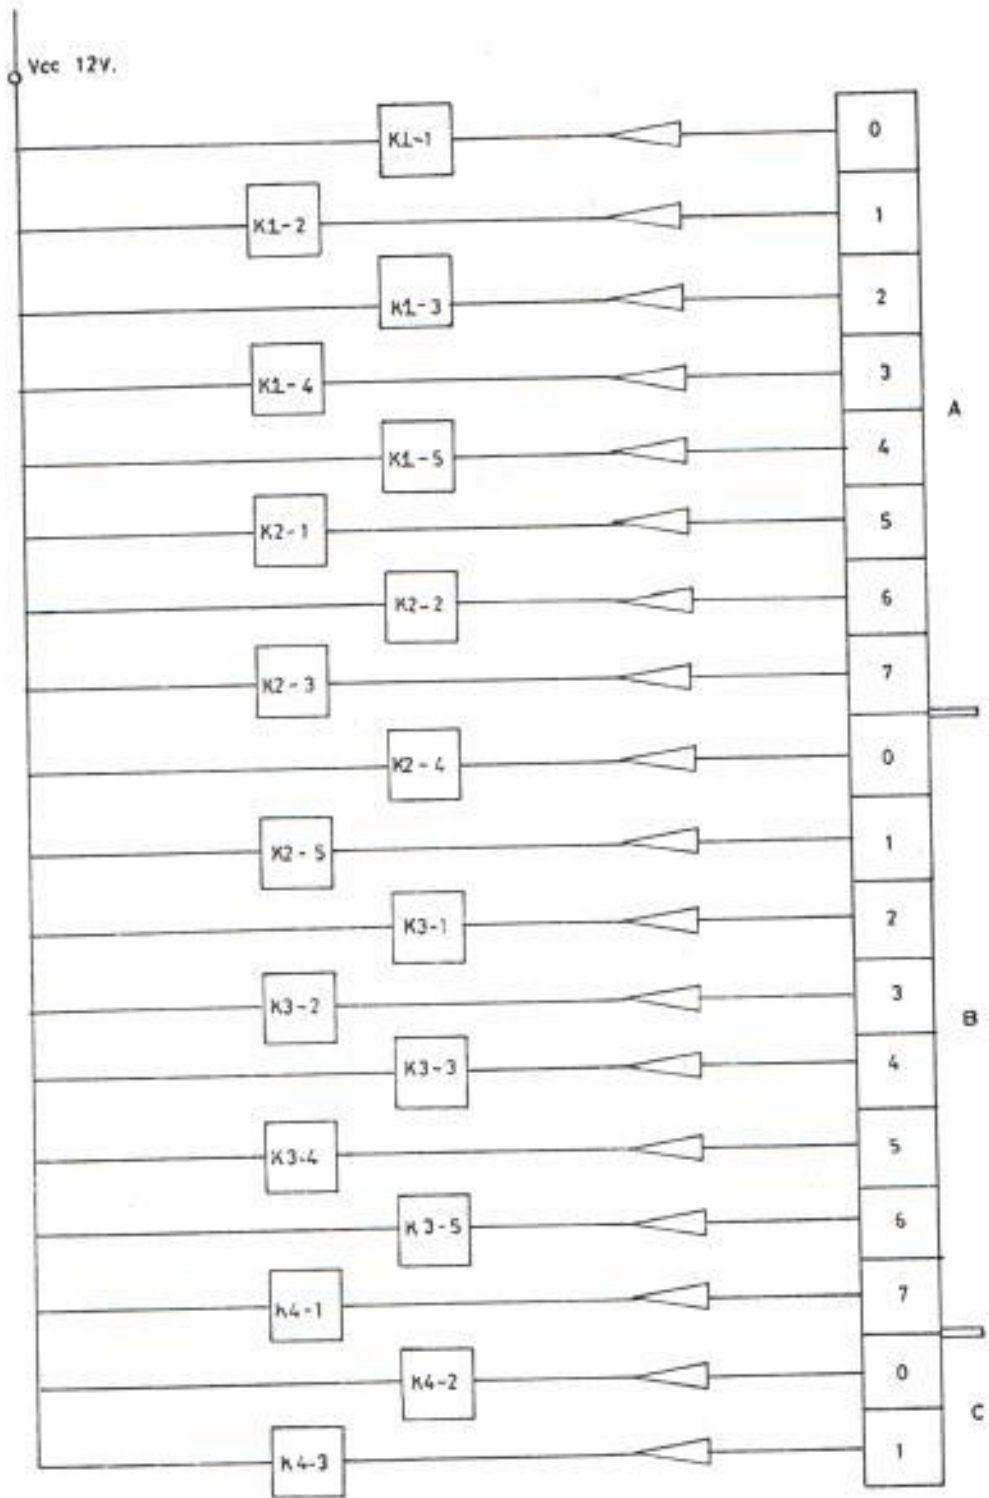 Vcc 12V.
K1-1 0
K1-2 1
K1-3 2
K1-4 3
A
K1-5 4
K2-1 5
K2-2 6
K2-3 7
K2-4 0
K2-5 1
K3-1 2
K3-2 3
B
K3-3 4
K3-4 5
K3-5 6
K4-1 7
K4-2 0
C
K4-3 1